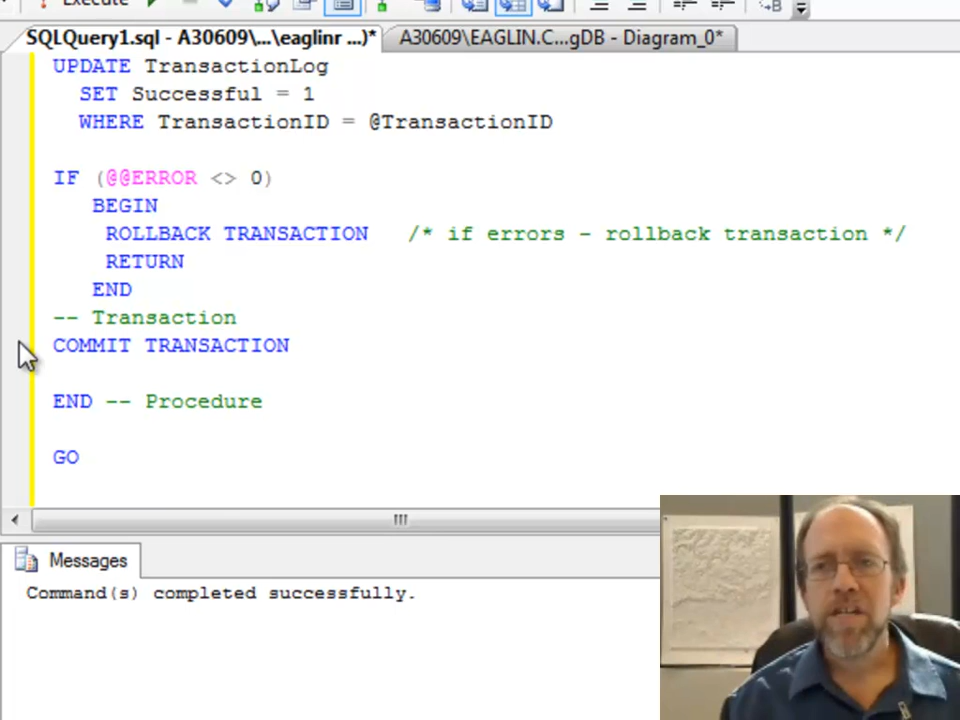 Execute
SQLQuery1.sql - A30609\...\eaglinr ...)* A30609\EAGLIN.C...gDB - Diagram_0*
UPDATE TransactionLog
SET Successful = 1
WHERE TransactionID = @TransactionID
IF (@@ERROR <> 0)
BEGIN
ROLLBACK TRANSACTION /* if errors - rollback transaction */
RETURN
END
-- Transaction
COMMIT TRANSACTION
END -- Procedure
GO
Messages
Command(s) completed successfully.